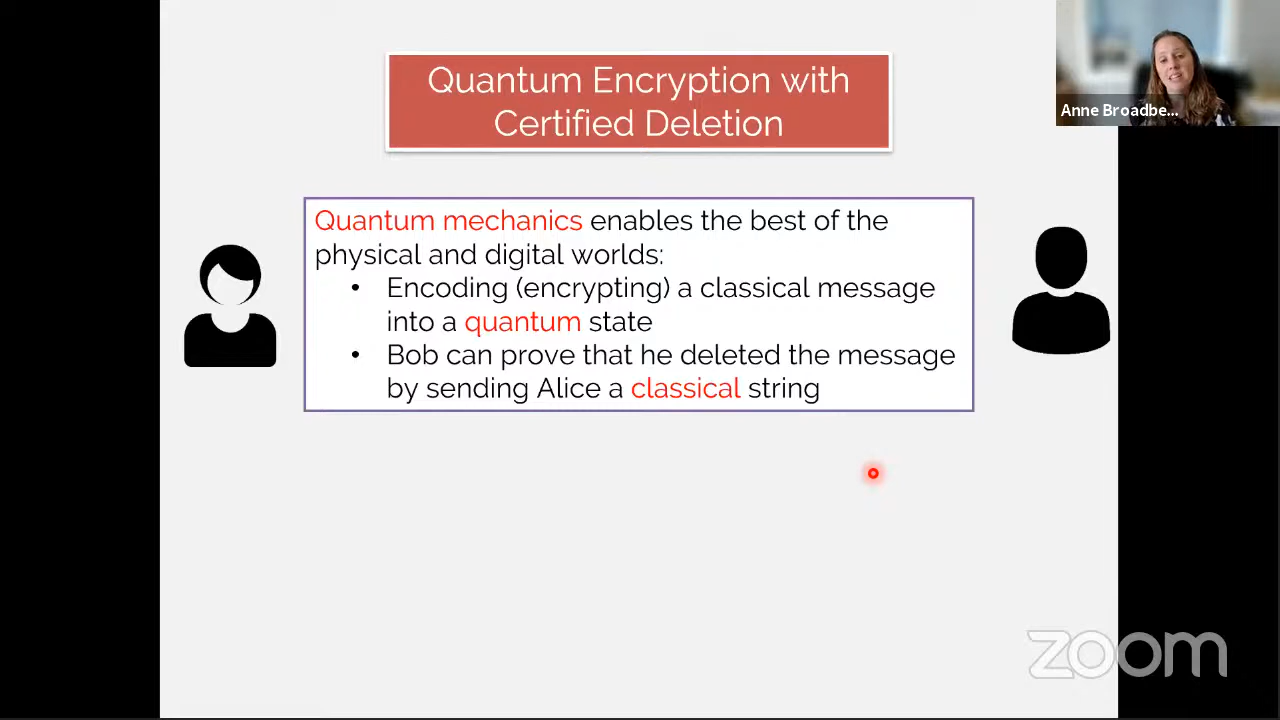 Quantum Encryption with
Certified Deletion
Anne Broadbe...
Quantum mechanics enables the best of the
physical and digital worlds:
• Encoding (encrypting) a classical message
into a quantum state
• Bob can prove that he deleted the message
by sending Alice a classical string
zoom